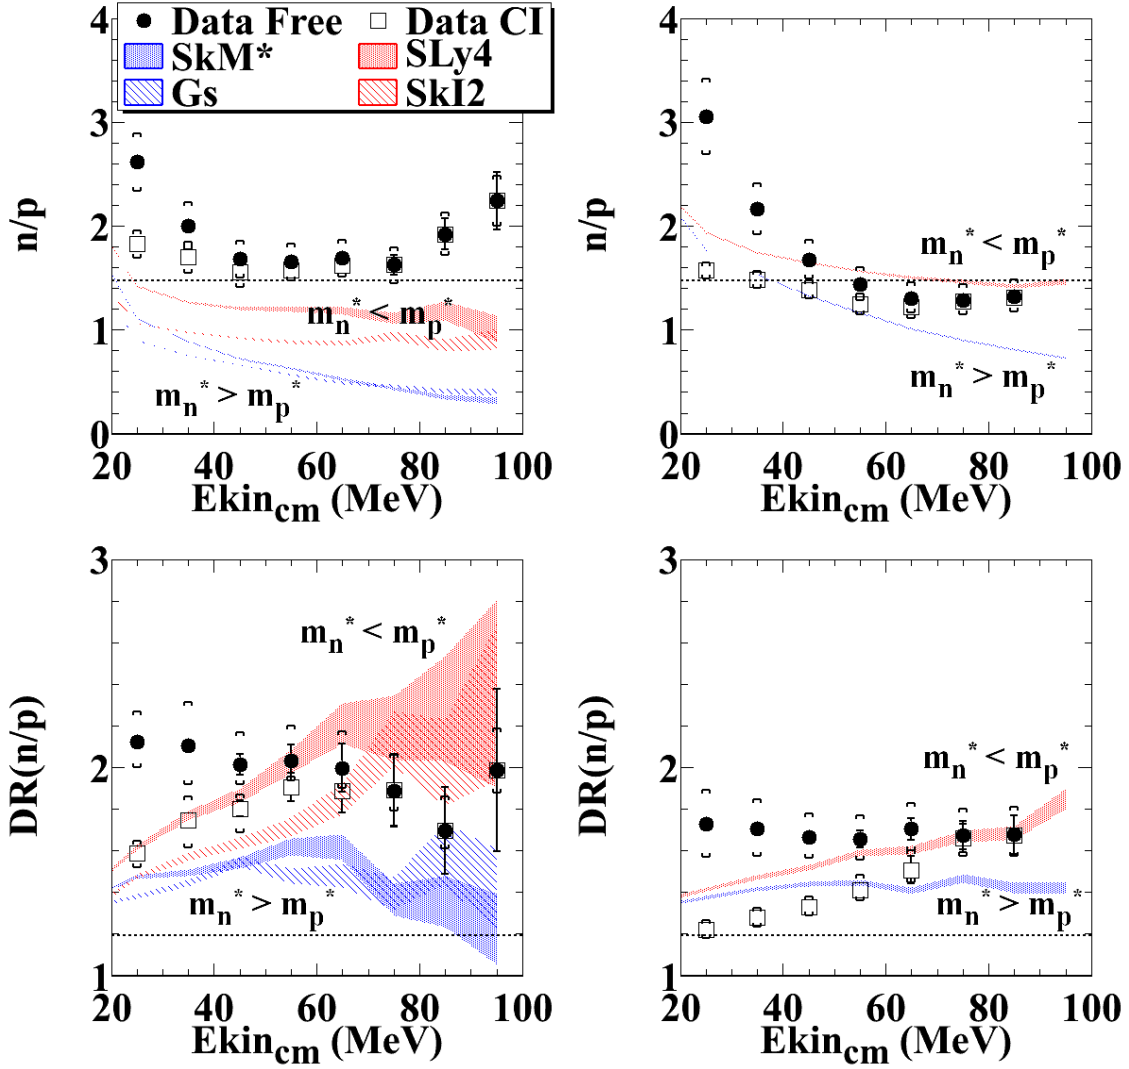 Data Free Data CI
SkM* SLy4
Gs SkI2
4
3
2
1
0
n/p
m_n^* < m_p^*
m_n^* > m_p^*
20 40 60 80 100
Ekin_cm (MeV)
4
3
2
1
0
n/p
m_n^* < m_p^*
m_n^* > m_p^*
20 40 60 80 100
Ekin_cm (MeV)
3
2
1
DR(n/p)
m_n^* < m_p^*
m_n^* > m_p^*
20 40 60 80 100
Ekin_cm (MeV)
3
2
1
DR(n/p)
m_n^* < m_p^*
m_n^* > m_p^*
20 40 60 80 100
Ekin_cm (MeV)